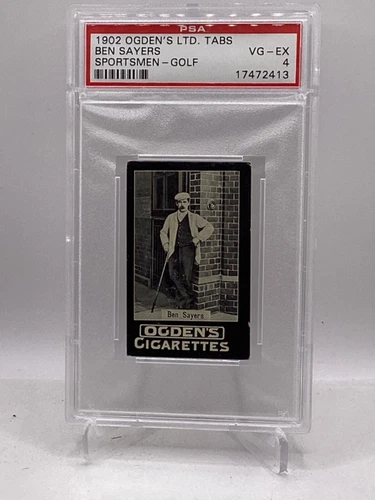 PSA
1902 OGDEN'S LTD. TABS
BEN SAYERS VG-EX
SPORTSMEN-GOLF 4
17472413
Ben Sayers
OGDEN'S
CIGARETTES